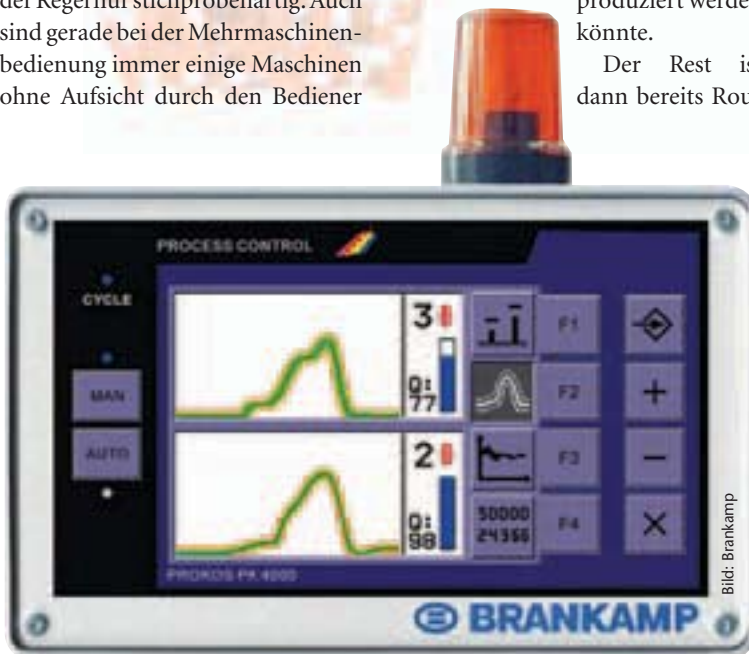 der Regel nur stichprobenartig. Auch
sind gerade bei der Mehrmaschinen-
bedienung immer einige Maschinen
ohne Aufsicht durch den Bediener
produziert werde
könnte.
Der Rest is
dann bereits Rou
PROCESS CONTROL
CYCLE
MAN
AUTO
3
Q:
77
2
Q:
98
F1
F2
F3
50000
24356
F4
+
−
×
PROKOS PK 4000
BRANKAMP
Bild: Brankamp